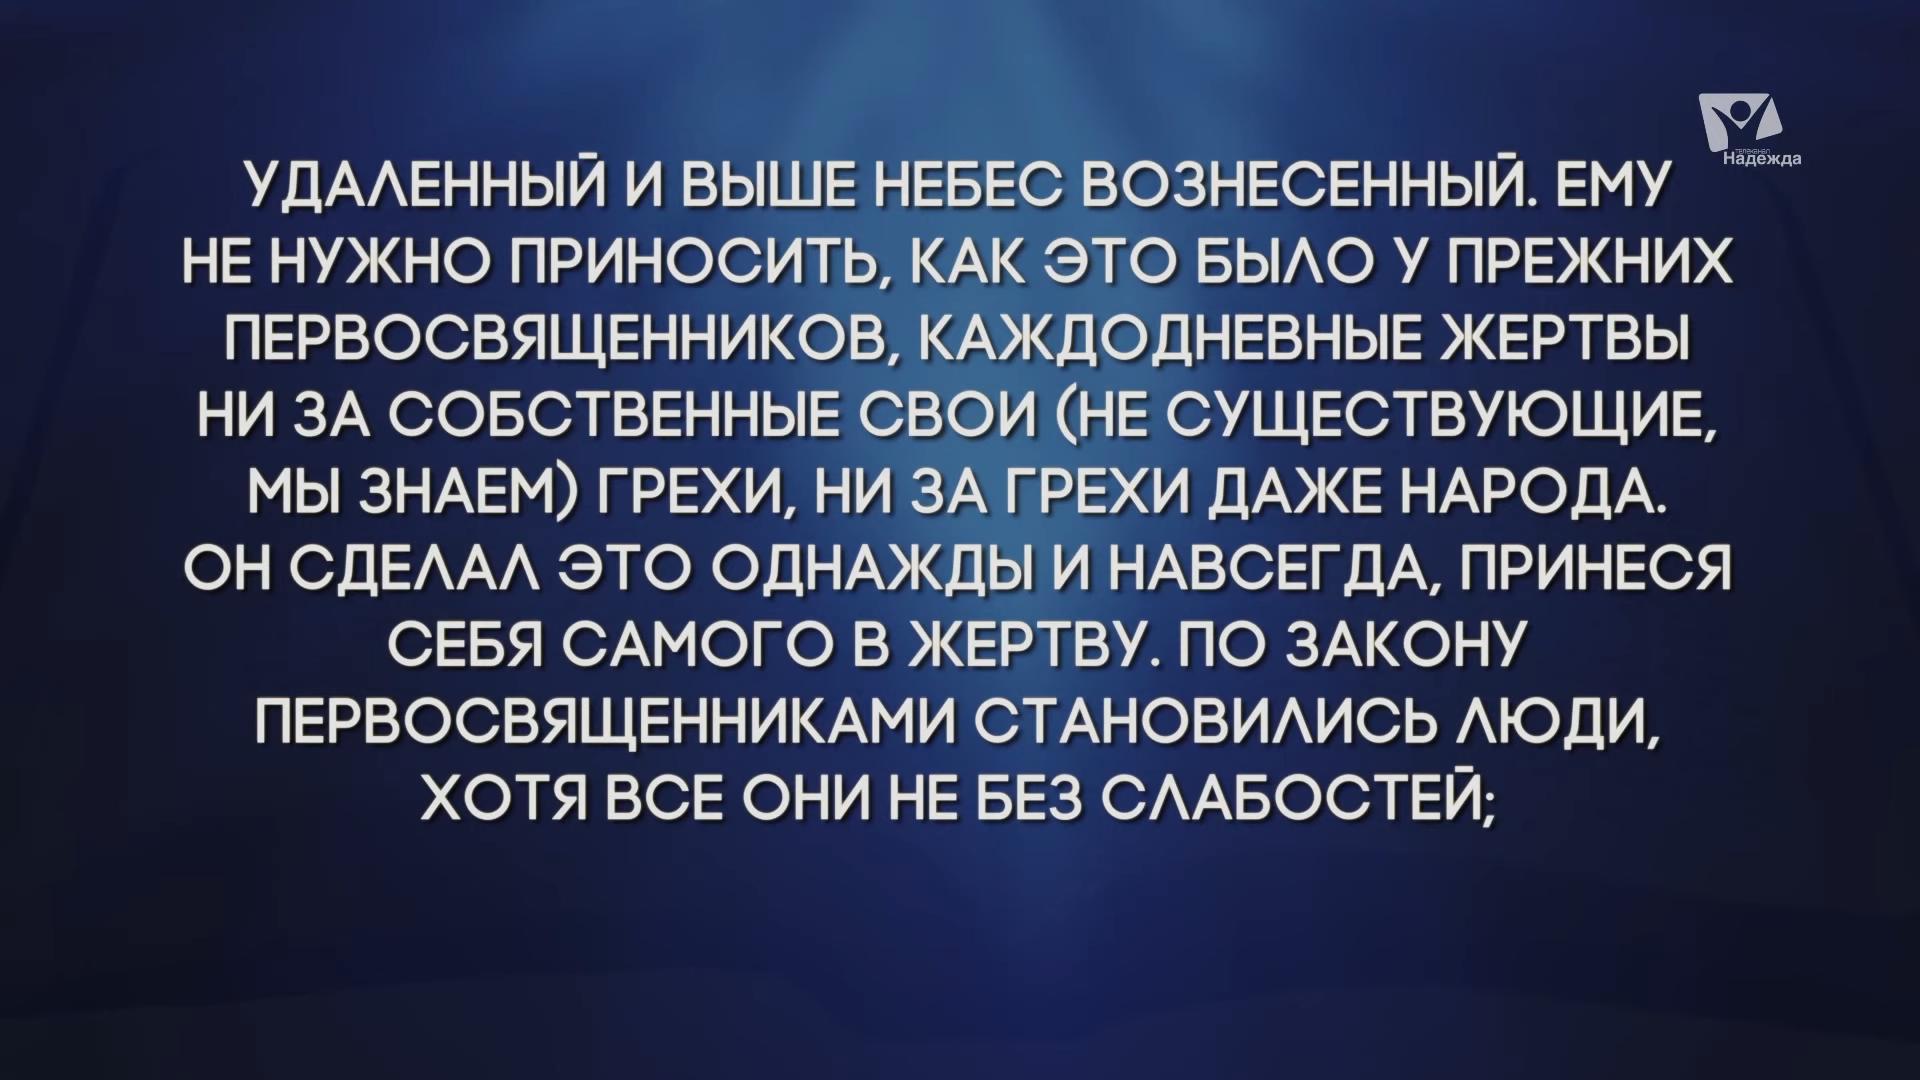 ТЕЛЕКАНАЛ
Надежда
УДАЛЕННЫЙ И ВЫШЕ НЕБЕС ВОЗНЕСЕННЫЙ. ЕМУ
НЕ НУЖНО ПРИНОСИТЬ, КАК ЭТО БЫЛО У ПРЕЖНИХ
ПЕРВОСВЯЩЕННИКОВ, КАЖДОДНЕВНЫЕ ЖЕРТВЫ
НИ ЗА СОБСТВЕННЫЕ СВОИ (НЕ СУЩЕСТВУЮЩИЕ,
МЫ ЗНАЕМ) ГРЕХИ, НИ ЗА ГРЕХИ ДАЖЕ НАРОДА.
ОН СДЕЛАЛ ЭТО ОДНАЖДЫ И НАВСЕГДА, ПРИНЕСЯ
СЕБЯ САМОГО В ЖЕРТВУ. ПО ЗАКОНУ
ПЕРВОСВЯЩЕННИКАМИ СТАНОВИЛИСЬ ЛЮДИ,
ХОТЯ ВСЕ ОНИ НЕ БЕЗ СЛАБОСТЕЙ;